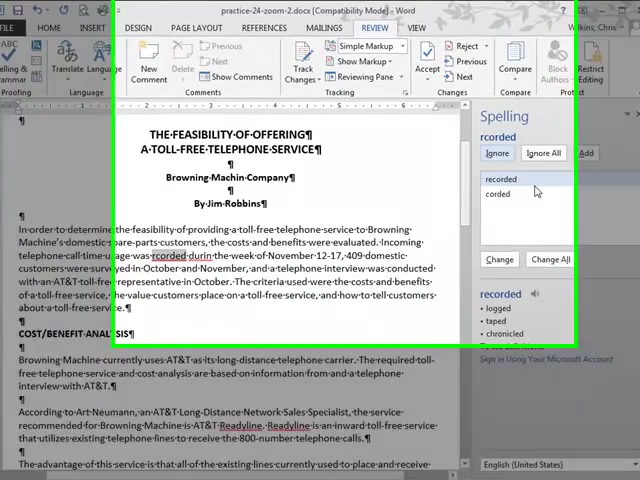 practice-24-zoom-2.docx [Compatibility Mode] - Word
FILE HOME INSERT DESIGN PAGE LAYOUT REFERENCES MAILINGS REVIEW VIEW Wilkins, Chris
ABC Translate Language New Comment Delete Previous Next Show Comments Track Changes Simple Markup Show Markup Reviewing Pane Accept Reject Previous Next Compare Block Authors Restrict Editing
Spelling & Grammar
Proofing Language Comments Tracking Changes Compare Protect
THE·FEASIBILITY·OF·OFFERING¶
A·TOLL-FREE·TELEPHONE·SERVICE¶
¶
Browning·Machin·Company¶
¶
By·Jim·Robbins¶
¶
In·order·to·determine·the·feasibility·of·providing·a·toll-free·telephone·service·to·Browning·
Machine's·domestic·spare-parts·customers,·the·costs·and·benefits·were·evaluated.·Incoming·
telephone·call·time·usage·was·rcorded·durin·the·week·of·November·12-17,·409·domestic·
customers·were·surveyed·in·October·and·November,·and·a·telephone·interview·was·conducted·
with·an·AT&T·toll-free·representative·in·October.·The·criteria·used·were·the·costs·and·benefits·
of·a·toll-free·service,·the·value·customers·place·on·a·toll-free·service,·and·how·to·tell·customers·
about·a·toll-free·service.¶
¶
COST/BENEFIT·ANALYSIS¶
¶
Browning·Machine·currently·uses·AT&T·as·its·long-distance·telephone·carrier.·The·required·toll-
free·telephone·service·and·cost·analysis·are·based·on·information·from·and·a·telephone·
interview·with·AT&T.¶
¶
According·to·Art·Neumann,·an·AT&T·Long-Distance·Network·Sales·Specialist,·the·service·
recommended·for·Browning·Machine·is·AT&T·Readyline.·Readyline·is·an·inward·toll-free·service·
that·utilizes·existing·telephone·lines·to·receive·the·800-number·telephone·calls.¶
¶
The·advantage·of·this·service·is·that·all·of·the·existing·lines·currently·used·to·place·and·receive·
Spelling
rcorded
Ignore Ignore All Add
recorded
corded
Change Change All
recorded
• logged
• taped
• chronicled
Sign in Using Your Microsoft Account
English (United States)